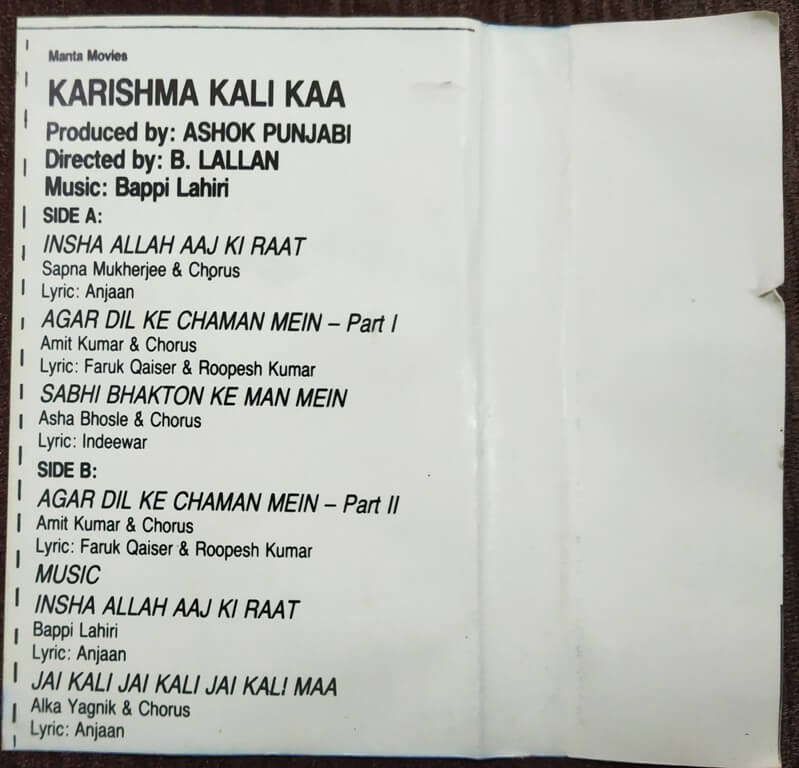 Manta Movies
KARISHMA KALI KAA
Produced by: ASHOK PUNJABI
Directed by: B. LALLAN
Music: Bappi Lahiri
SIDE A:
INSHA ALLAH AAJ KI RAAT
Sapna Mukherjee & Chorus
Lyric: Anjaan
AGAR DIL KE CHAMAN MEIN – Part I
Amit Kumar & Chorus
Lyric: Faruk Qaiser & Roopesh Kumar
SABHI BHAKTON KE MAN MEIN
Asha Bhosle & Chorus
Lyric: Indeewar
SIDE B:
AGAR DIL KE CHAMAN MEIN – Part II
Amit Kumar & Chorus
Lyric: Faruk Qaiser & Roopesh Kumar
MUSIC
INSHA ALLAH AAJ KI RAAT
Bappi Lahiri
Lyric: Anjaan
JAI KALI JAI KALI JAI KALI MAA
Alka Yagnik & Chorus
Lyric: Anjaan